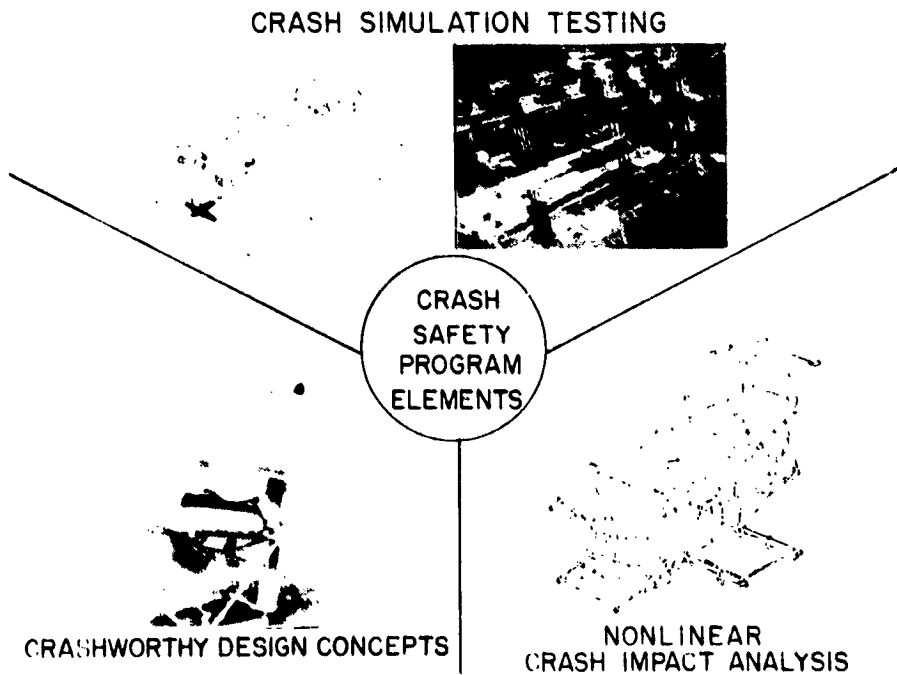 CRASH SIMULATION TESTING
CRASH
SAFETY
PROGRAM
ELEMENTS
CRASHWORTHY DESIGN CONCEPTS
NONLINEAR
CRASH IMPACT ANALYSIS